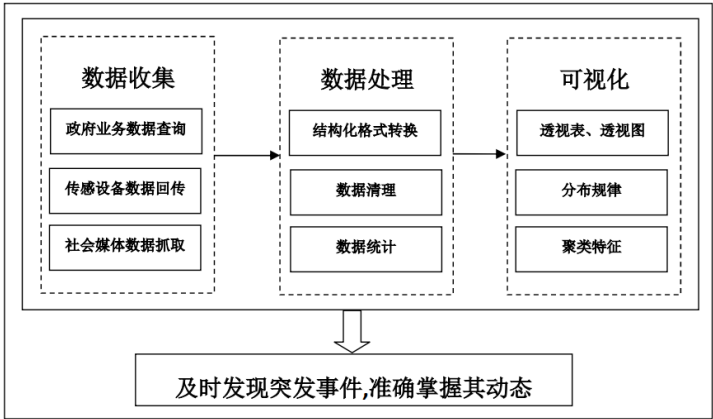 数据收集
政府业务数据查询
传感设备数据回传
社会媒体数据抓取
数据处理
结构化格式转换
数据清理
数据统计
可视化
透视表、透视图
分布规律
聚类特征
及时发现突发事件,准确掌握其动态